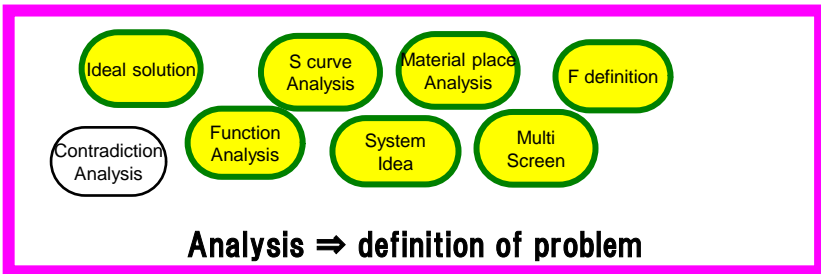 Ideal solution
S curve
Analysis
Material place
Analysis
F definition
Contradiction
Analysis
Function
Analysis
System
Idea
Multi
Screen
Analysis ⇒ definition of problem